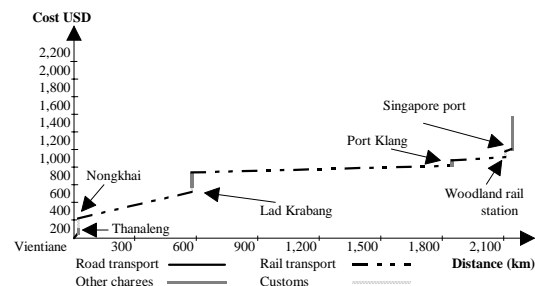 Cost USD
2,200
2,000
1,800
1,600
1,400
1,200
1,000
800
600
400
200
Singapore port
Port Klang
Nongkhai
Woodland rail
station
Lad Krabang
Thanaleng
Vientiane 300 600 900 1,200 1,500 1,800 2,100
Road transport Rail transport Distance (km)
Other charges Customs